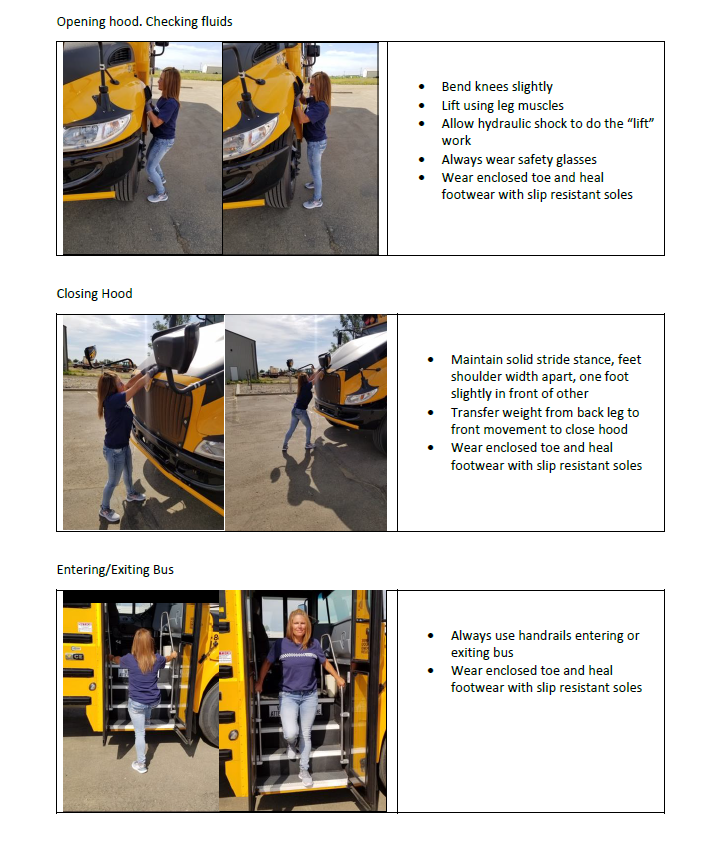 Opening hood. Checking fluids
• Bend knees slightly
• Lift using leg muscles
• Allow hydraulic shock to do the “lift”
work
• Always wear safety glasses
• Wear enclosed toe and heal
footwear with slip resistant soles
Closing Hood
• Maintain solid stride stance, feet
shoulder width apart, one foot
slightly in front of other
• Transfer weight from back leg to
front movement to close hood
• Wear enclosed toe and heal
footwear with slip resistant soles
Entering/Exiting Bus
• Always use handrails entering or
exiting bus
• Wear enclosed toe and heal
footwear with slip resistant soles